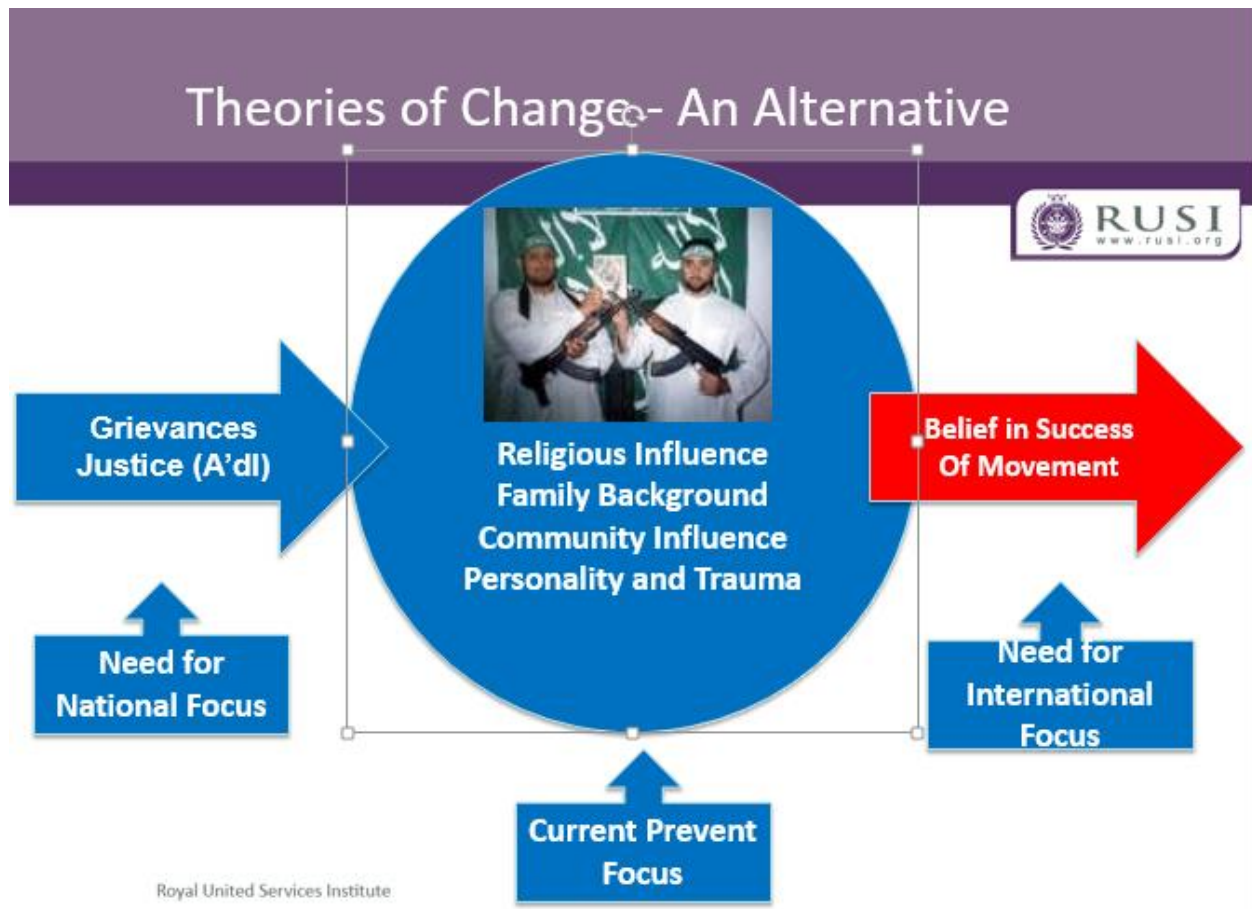 Theories of Change - An Alternative
RUSI
www.rusi.org
Grievances
Justice (A'dl)
Religious Influence
Family Background
Community Influence
Personality and Trauma
Belief in Success
Of Movement
Need for
National Focus
Need for
International
Focus
Current Prevent
Focus
Royal United Services Institute